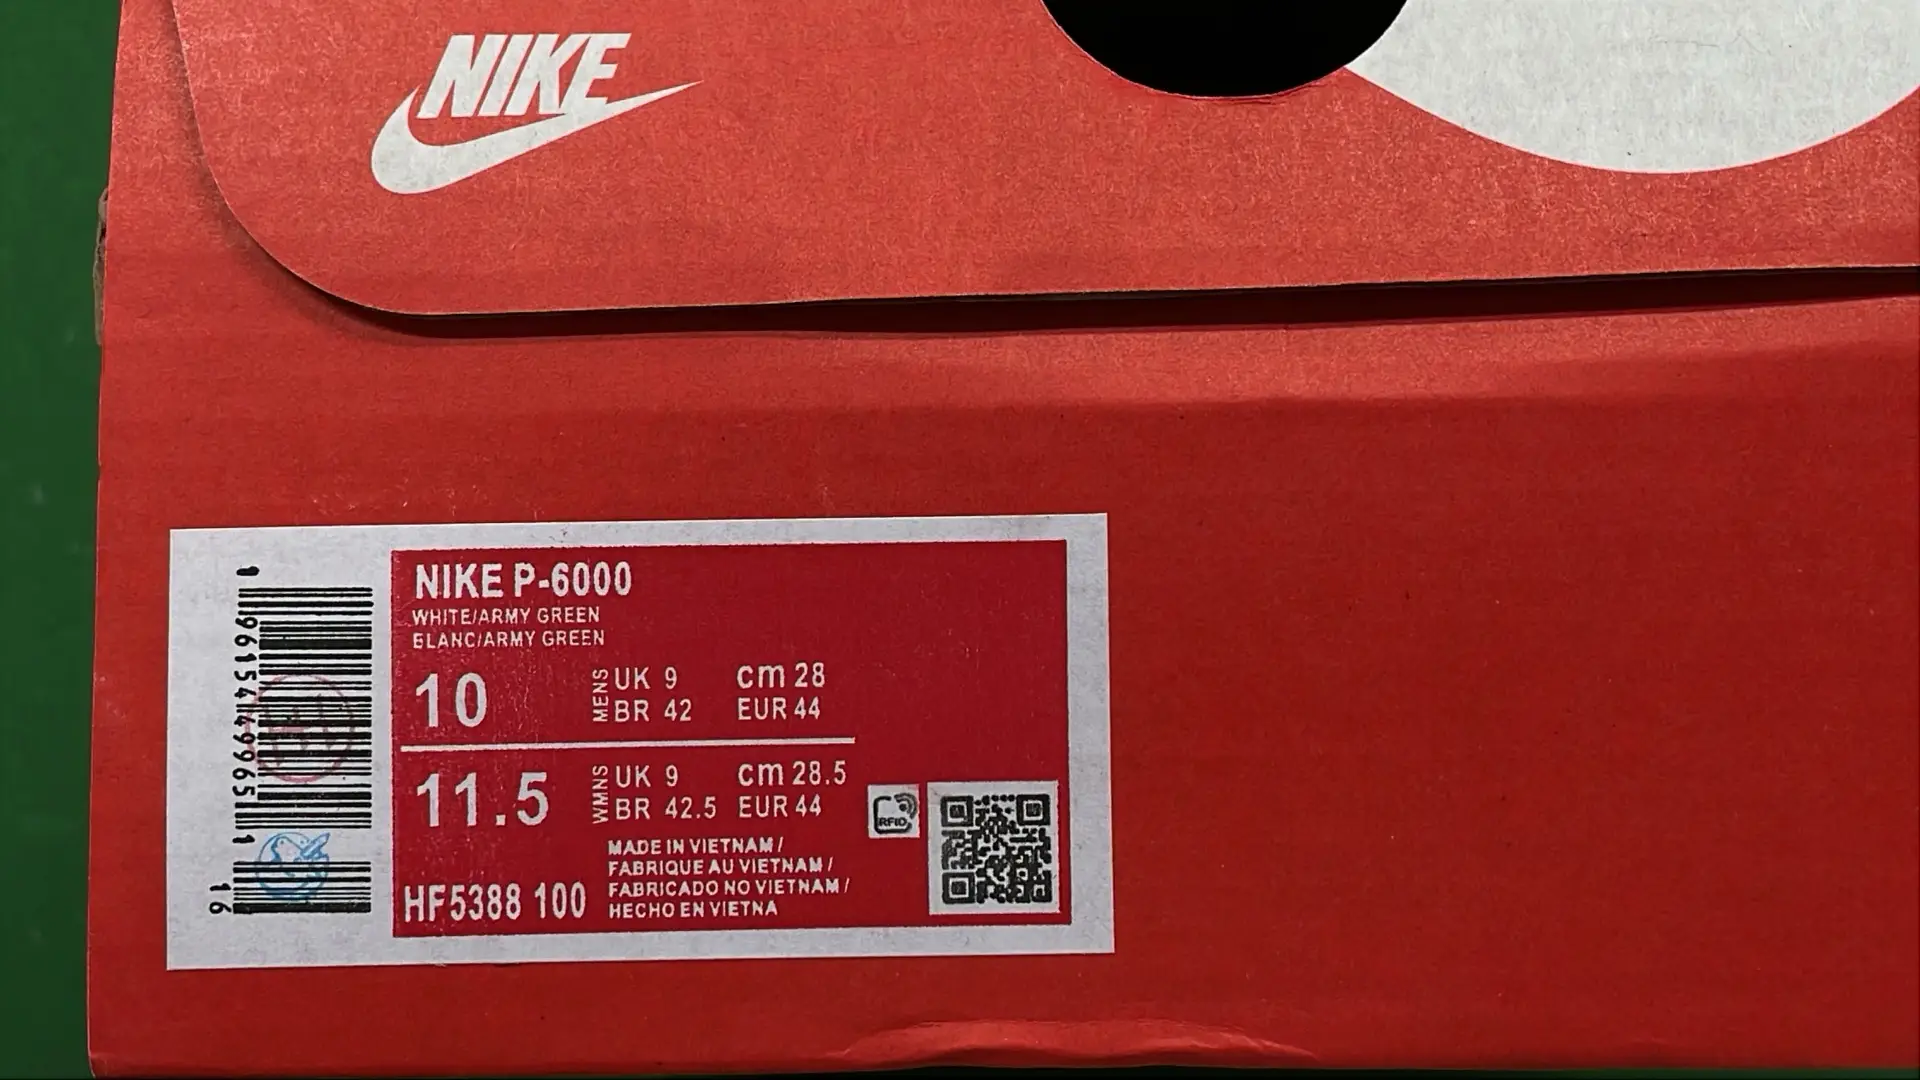 NIKE
NIKE P-6000
WHITE/ARMY GREEN
BLANC/ARMY GREEN
10 MENS UK 9 cm 28
BR 42 EUR 44
11.5 WMNS UK 9 cm 28.5
BR 42.5 EUR 44
MADE IN VIETNAM /
FABRIQUE AU VIETNAM /
FABRICADO NO VIETNAM /
HECHO EN VIETNA
HF5388 100
RFID
1 96154 49965 1
16